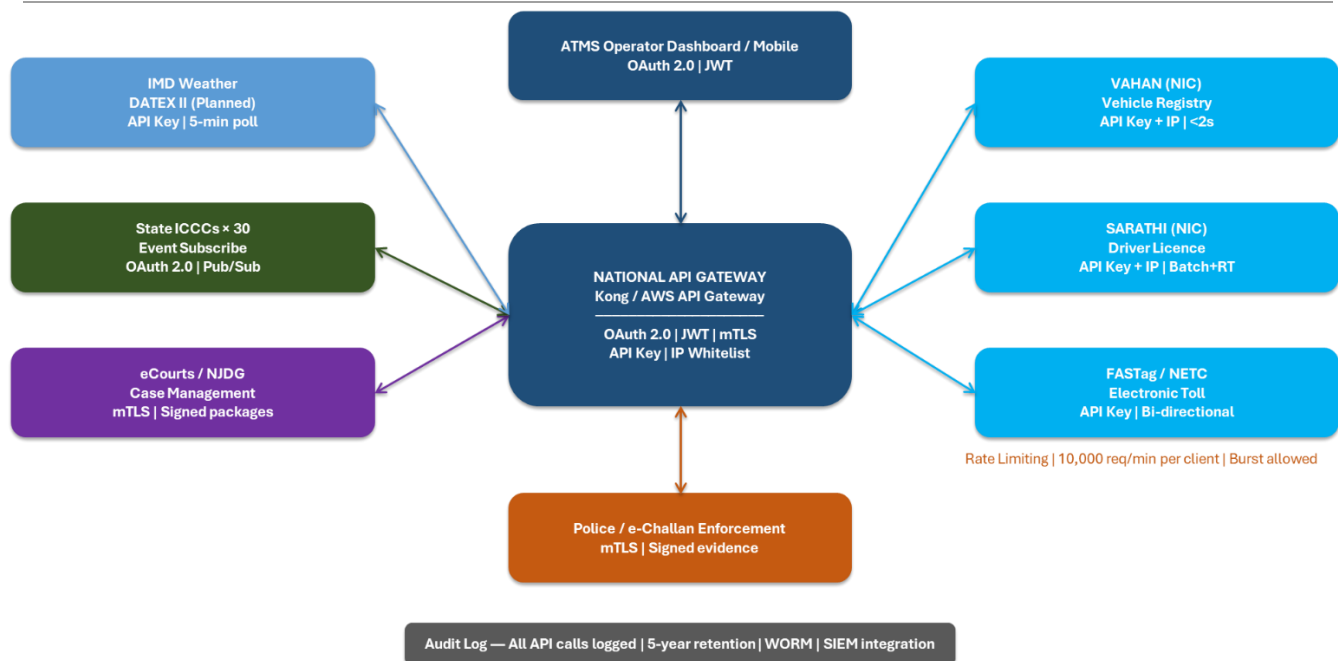 ATMS Operator Dashboard / Mobile
OAuth 2.0 | JWT
IMD Weather
DATEX II (Planned)
API Key | 5-min poll
VAHAN (NIC)
Vehicle Registry
API Key + IP | <2s
State ICCCs × 30
Event Subscribe
OAuth 2.0 | Pub/Sub
NATIONAL API GATEWAY
Kong / AWS API Gateway
OAuth 2.0 | JWT | mTLS
API Key | IP Whitelist
SARATHI (NIC)
Driver Licence
API Key + IP | Batch+RT
eCourts / NJDG
Case Management
mTLS | Signed packages
FASTag / NETC
Electronic Toll
API Key | Bi-directional
Rate Limiting | 10,000 req/min per client | Burst allowed
Police / e-Challan Enforcement
mTLS | Signed evidence
Audit Log — All API calls logged | 5-year retention | WORM | SIEM integration